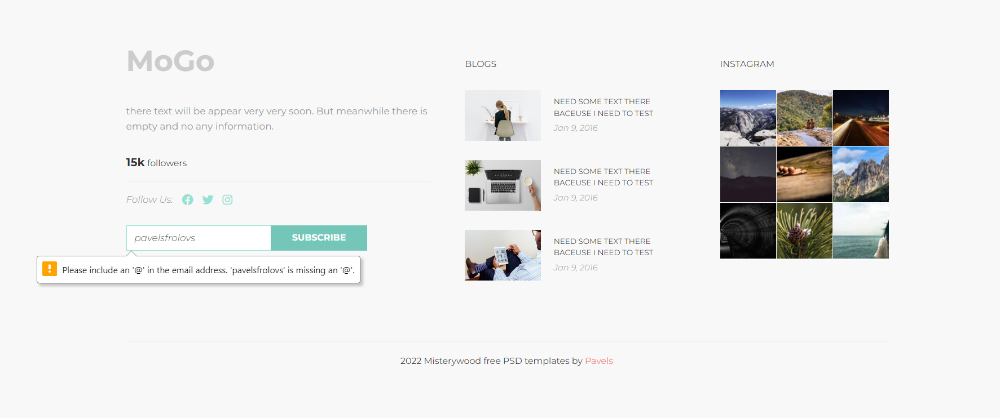 MoGo
there text will be appear very very soon. But meanwhile there is
empty and no any information.
15k followers
Follow Us:
pavelsfrolovs
SUBSCRIBE
Please include an '@' in the email address. 'pavelsfrolovs' is missing an '@'.
BLOGS
NEED SOME TEXT THERE
BACEUSE I NEED TO TEST
Jan 9, 2016
NEED SOME TEXT THERE
BACEUSE I NEED TO TEST
Jan 9, 2016
NEED SOME TEXT THERE
BACEUSE I NEED TO TEST
Jan 9, 2016
INSTAGRAM
2022 Misterywood free PSD templates by Pavels